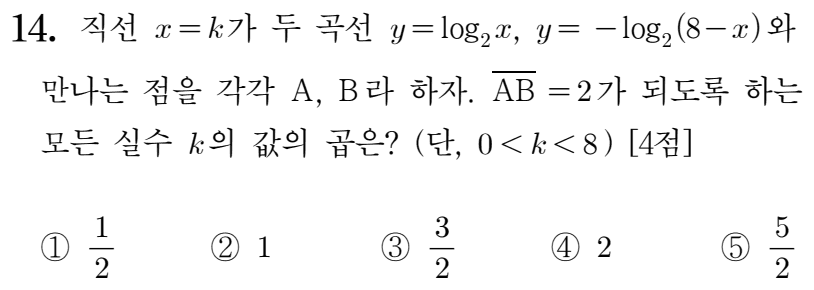 14. 직선 x=k가 두 곡선 y=log₂x, y=−log₂(8−x)와
만나는 점을 각각 A, B라 하자. A̅B̅=2가 되도록 하는
모든 실수 k의 값의 곱은? (단, 0<k<8) [4점]
① 1/2 ② 1 ③ 3/2 ④ 2 ⑤ 5/2